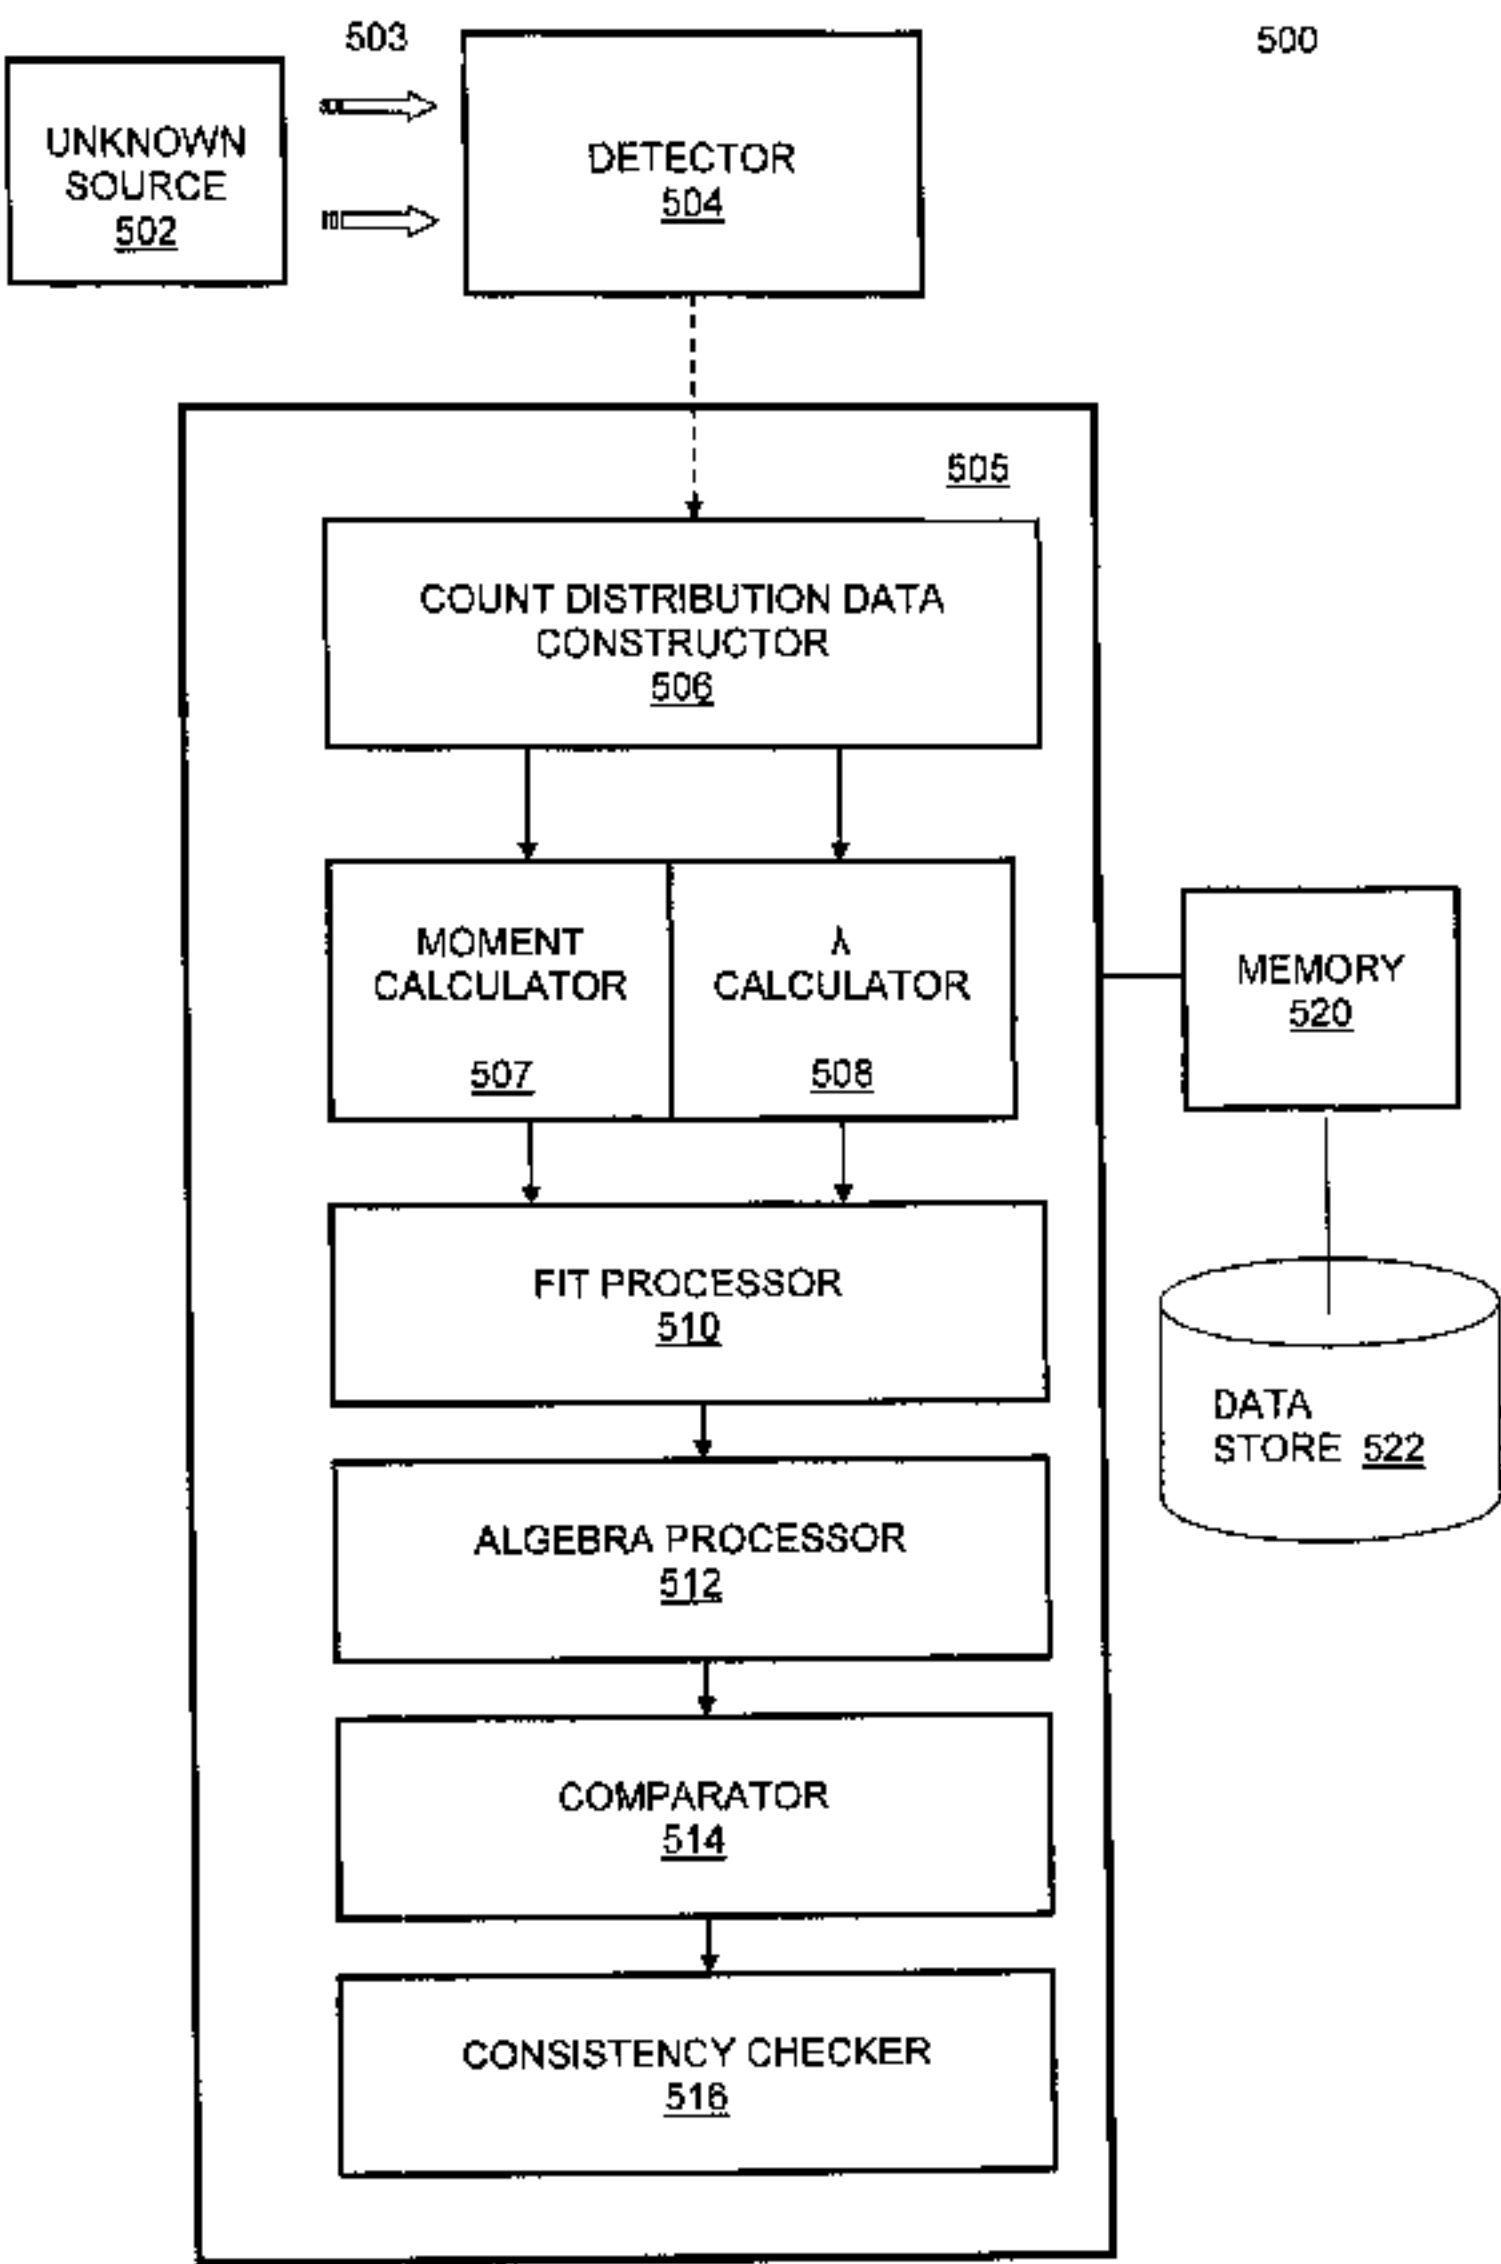 503
500
UNKNOWN
SOURCE
502
DETECTOR
504
505
COUNT DISTRIBUTION DATA
CONSTRUCTOR
506
MOMENT
CALCULATOR
507
λ
CALCULATOR
508
MEMORY
520
FIT PROCESSOR
510
DATA
STORE 522
ALGEBRA PROCESSOR
512
COMPARATOR
514
CONSISTENCY CHECKER
516